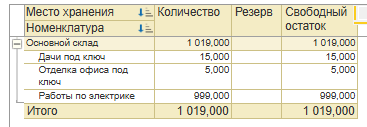 Место хранения Количество Резерв Свободный остаток
Номенклатура
Основной склад 1 019,000 1 019,000
Дачи под ключ 15,000 15,000
Отделка офиса под ключ 5,000 5,000
Работы по электрике 999,000 999,000
Итого 1 019,000 1 019,000